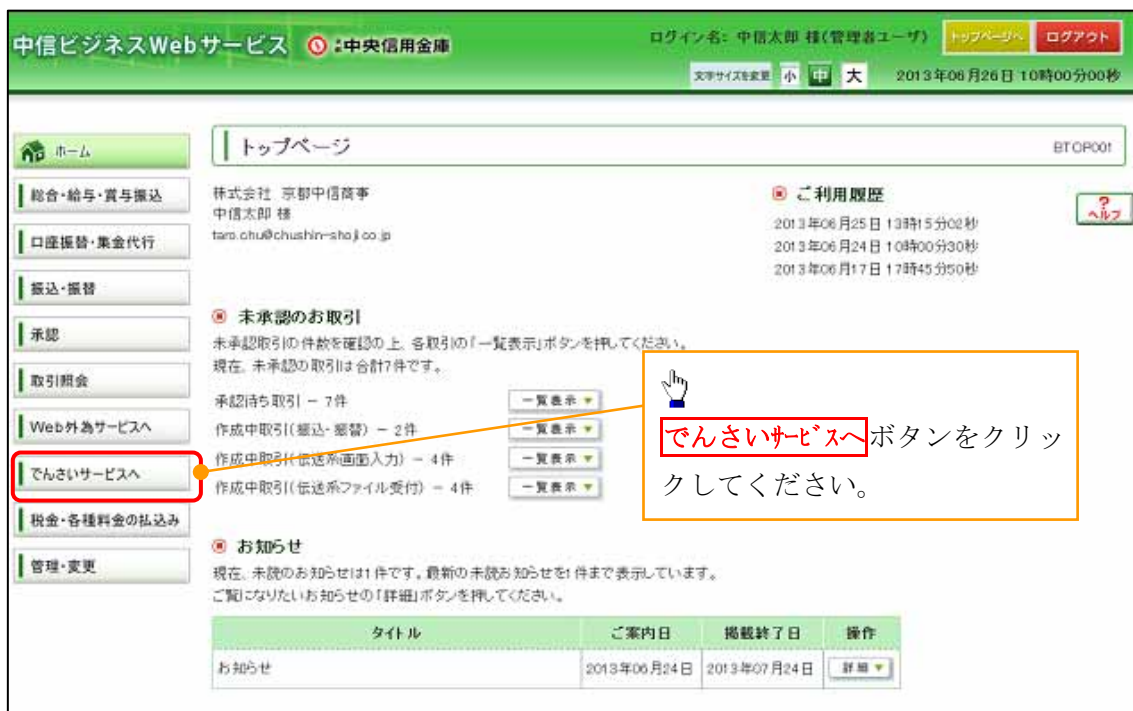 中信ビジネスWebサービス 中央信用金庫
ログイン名: 中信太郎 様(管理者ユーザ) トップページへ ログアウト
文字サイズを変更 小 中 大 2013年06月26日 10時00分00秒
ホーム
総合・給与・賞与振込
口座振替・集金代行
振込・振替
承認
取引照会
Web外為サービスへ
でんさいサービスへ
税金・各種料金の払込み
管理・変更
トップページ BTOP001
株式会社 京都中信商事
中信太郎 様
taro.chu@chushin-shoji.co.jp
ご利用履歴
2013年06月25日 13時15分02秒
2013年06月24日 10時00分30秒
2013年06月17日 17時45分50秒
?
ヘルプ
未承認のお取引
未承認取引の件数を確認の上、各取引の「一覧表示」ボタンを押してください。
現在、未承認の取引は合計7件です。
承認待ち取引 - 7件 一覧表示
作成中取引(振込・振替) - 2件 一覧表示
作成中取引(伝送系画面入力) - 4件 一覧表示
作成中取引(伝送系ファイル受付) - 4件 一覧表示
でんさいサービスへボタンをクリッ
クしてください。
お知らせ
現在、未読のお知らせは1件です。最新の未読お知らせを1件まで表示しています。
ご覧になりたいお知らせの「詳細」ボタンを押してください。
タイトル ご案内日 掲載終了日 操作
お知らせ 2013年06月24日 2013年07月24日 詳細